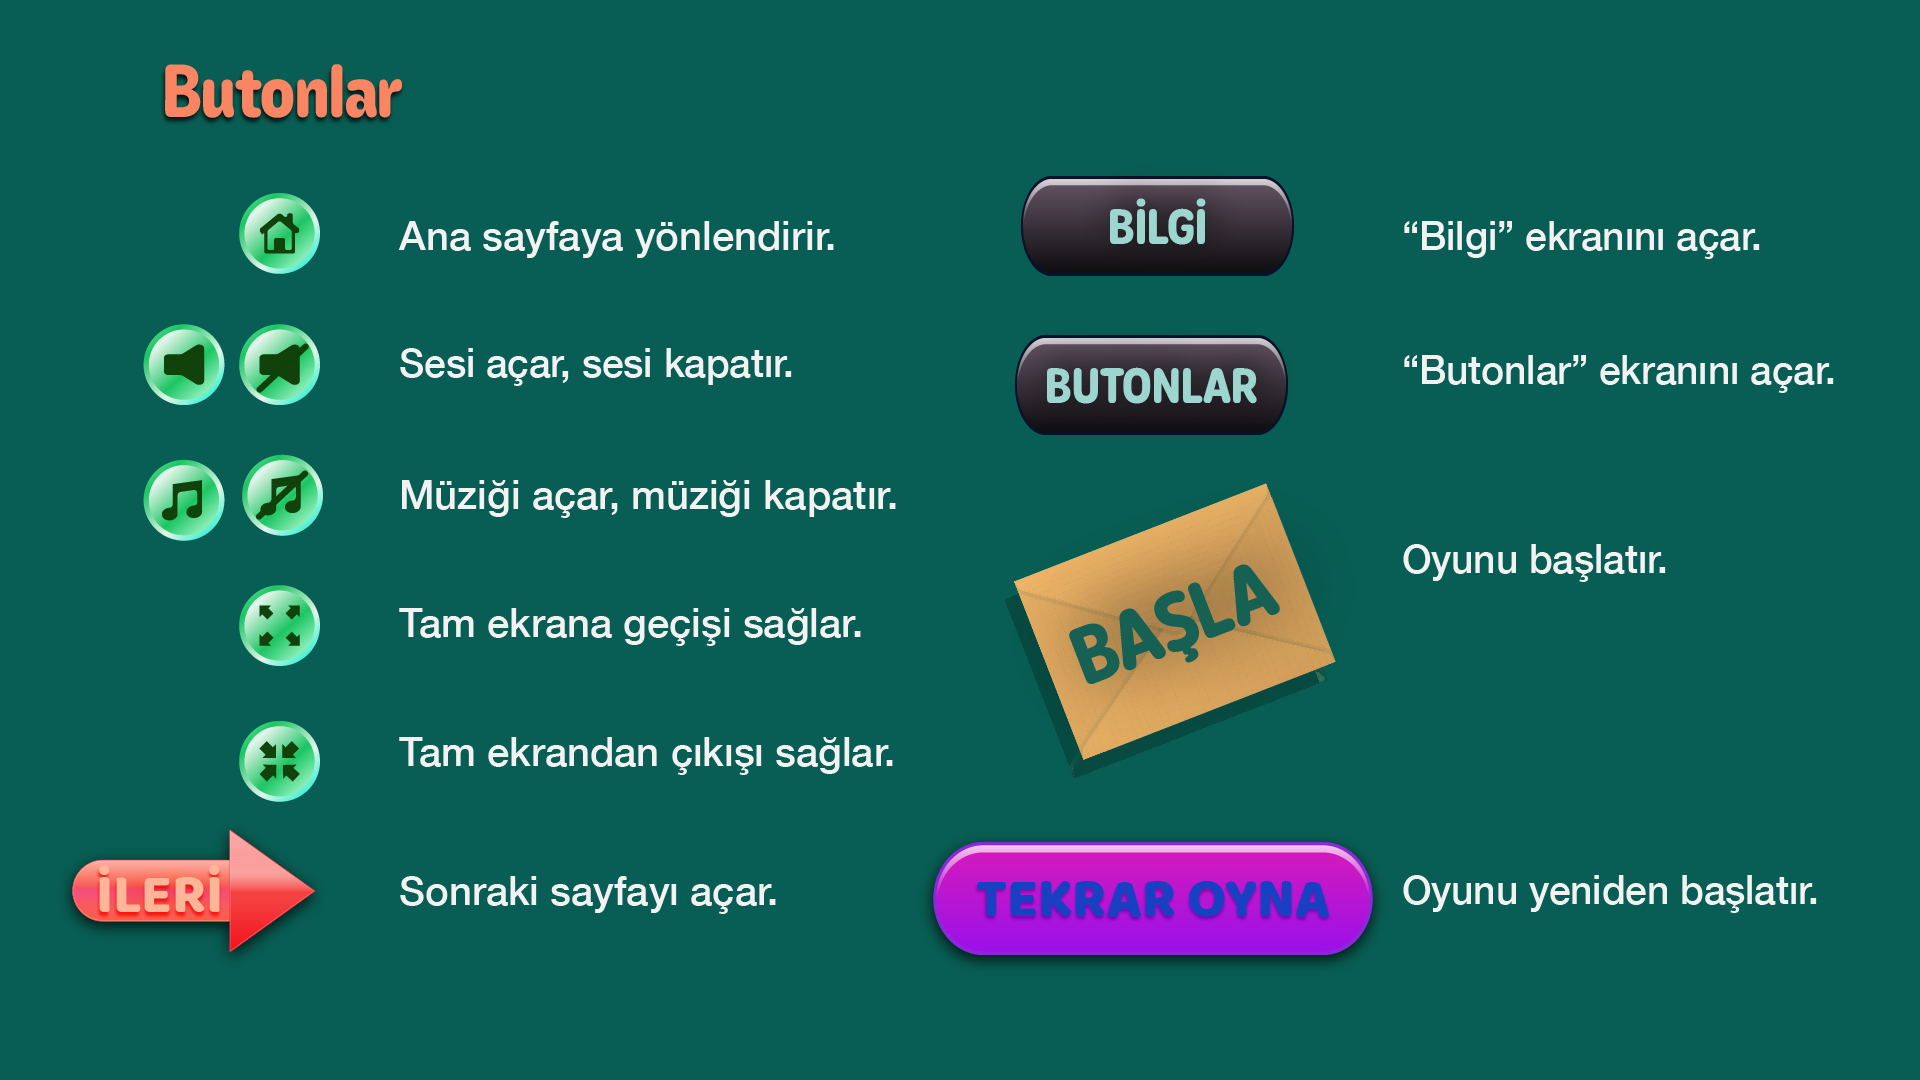 Butonlar
Ana sayfaya yönlendirir.
Sesi açar, sesi kapatır.
Müziği açar, müziği kapatır.
Tam ekrana geçişi sağlar.
Tam ekrandan çıkışı sağlar.
İLERİ
Sonraki sayfayı açar.
BİLGİ
“Bilgi” ekranını açar.
BUTONLAR
“Butonlar” ekranını açar.
BAŞLA
Oyunu başlatır.
TEKRAR OYNA
Oyunu yeniden başlatır.